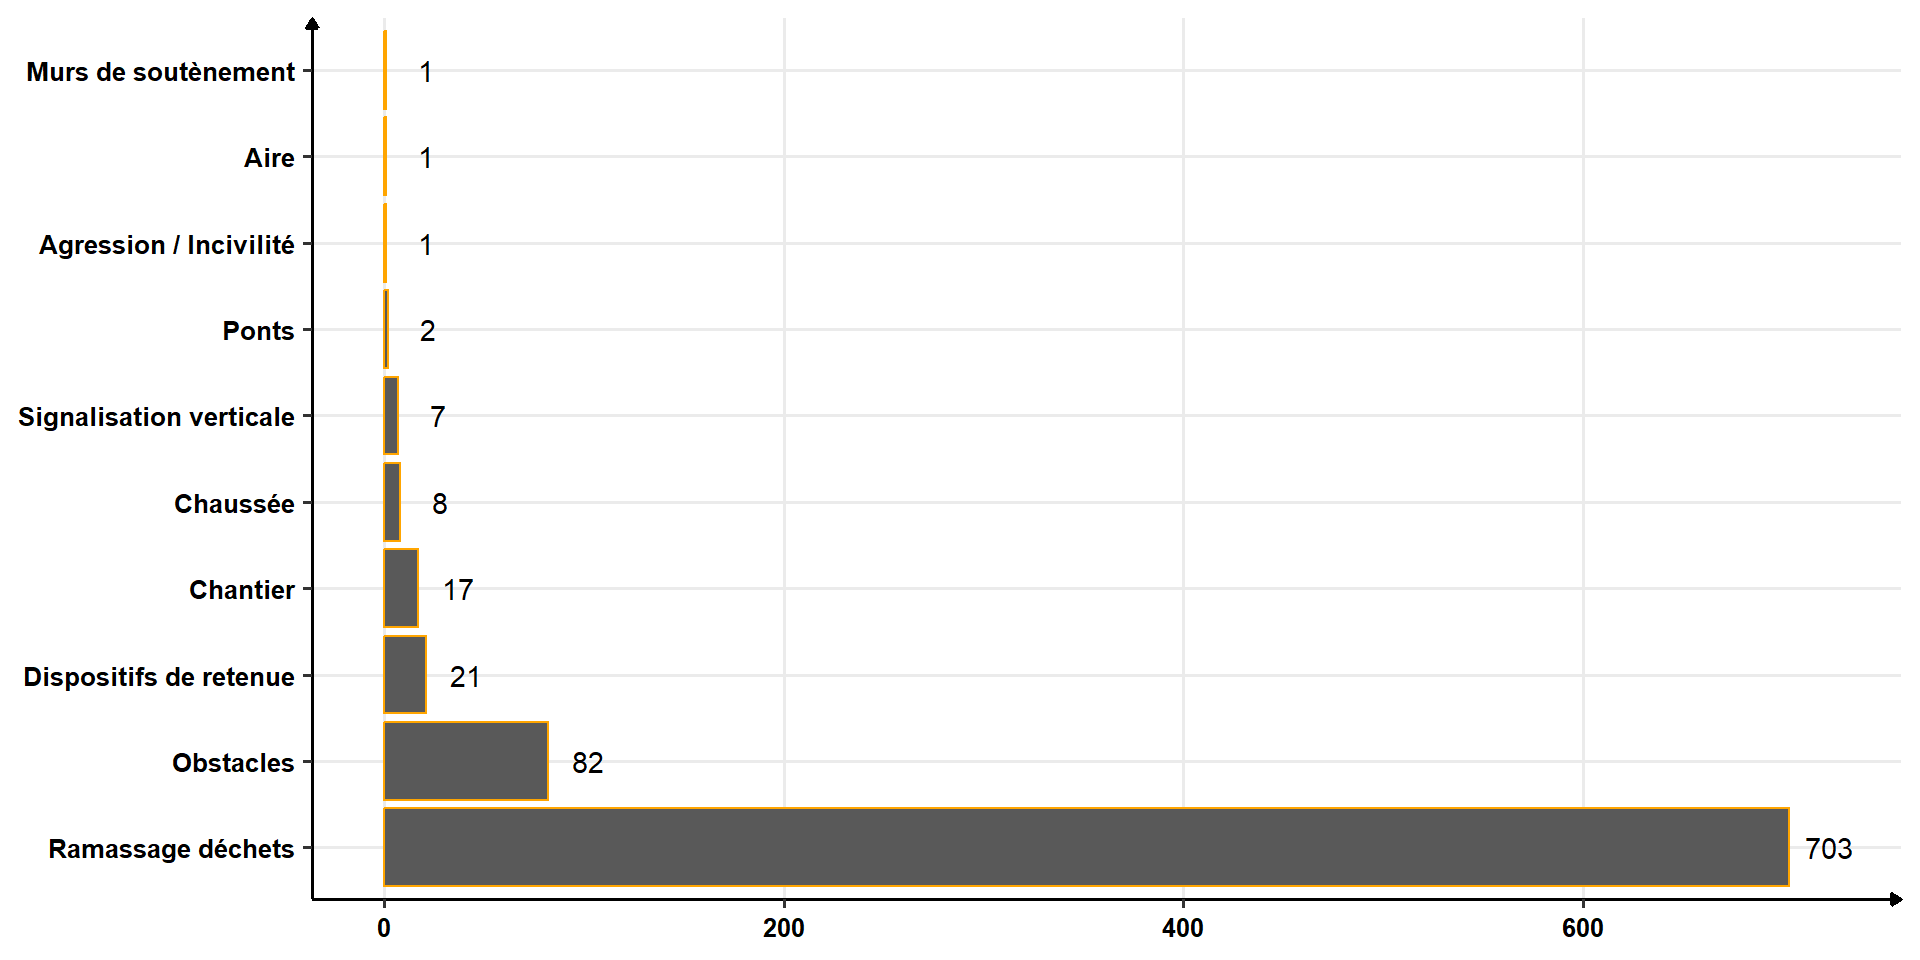 Murs de soutènement 1
Aire 1
Agression / Incivilité 1
Ponts 2
Signalisation verticale 7
Chaussée 8
Chantier 17
Dispositifs de retenue 21
Obstacles 82
Ramassage déchets 703
0 200 400 600